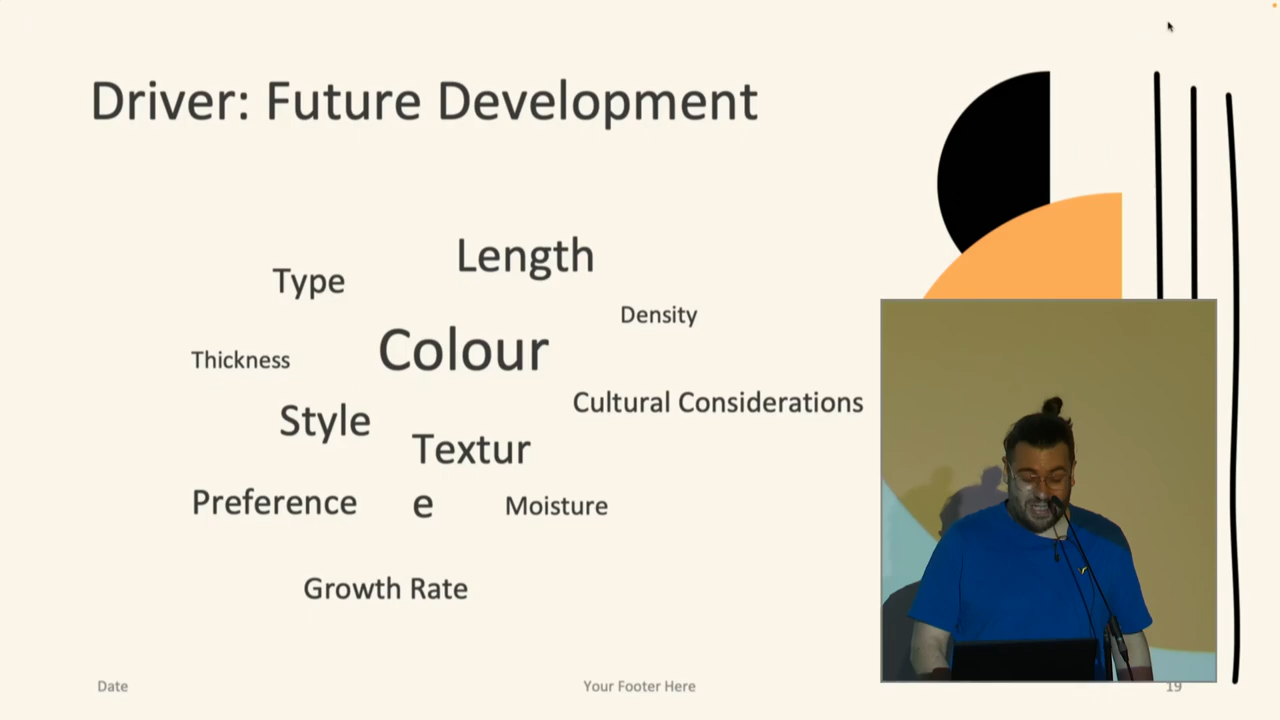 Driver: Future Development
Length
Type
Density
Colour
Thickness
Cultural Considerations
Style
Textur
e
Preference
Moisture
Growth Rate
Date
Your Footer Here
19